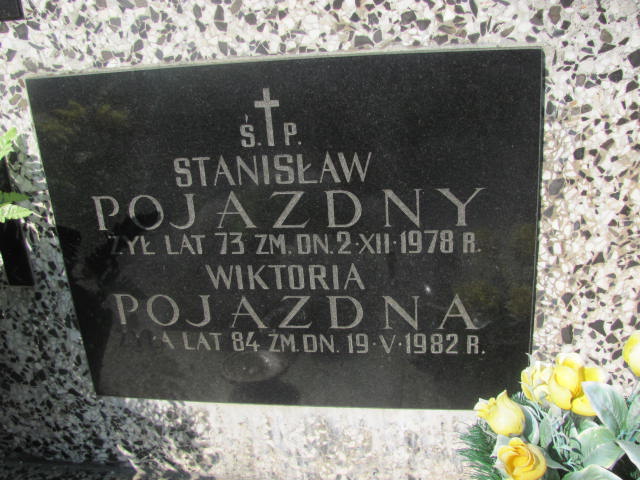 Ś. P.
STANISŁAW
POJAZDNY
ŻYŁ LAT 73 ZM. DN. 2·XII·1978 R.
WIKTORIA
POJAZDNA
LAT 84 ZM. DN. 19·V·1982 R.